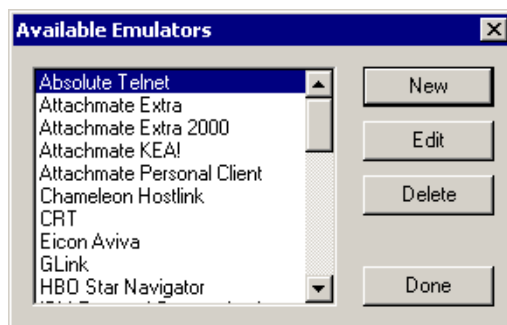 Available Emulators
Absolute Telnet
Attachmate Extra
Attachmate Extra 2000
Attachmate KEA!
Attachmate Personal Client
Chameleon Hostlink
CRT
Eicon Aviva
GLink
HBO Star Navigator
New
Edit
Delete
Done